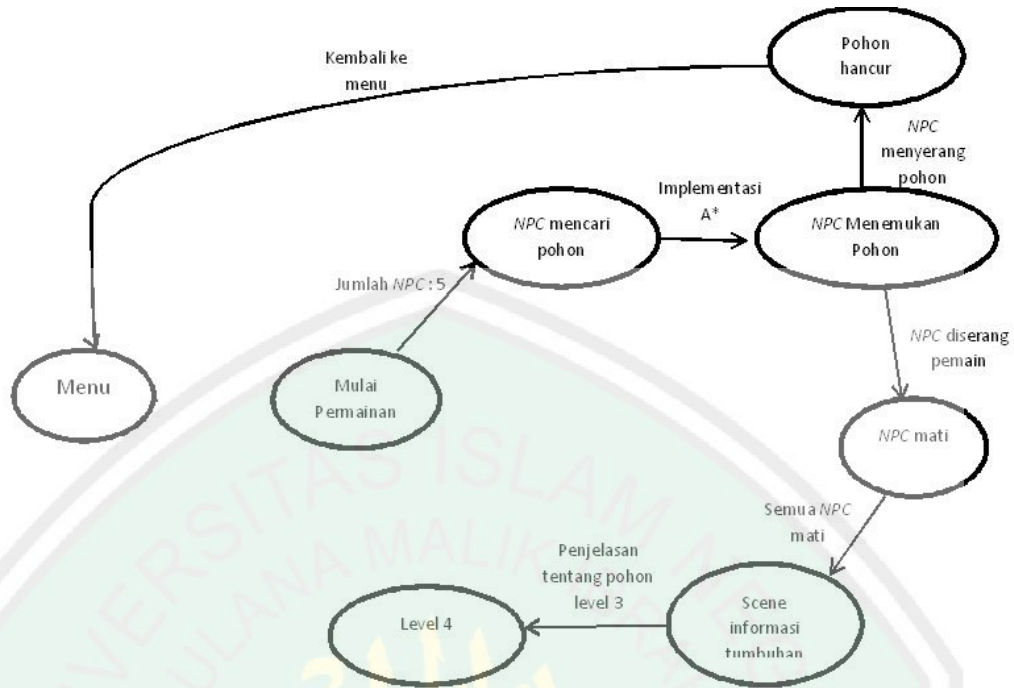 Pohon
hancur
Kembali ke
menu
NPC
menyerang
pohon
Implementasi
A*
NPC mencari
pohon
NPC Menemukan
Pohon
Jumlah NPC : 5
NPC diserang
pemain
Menu
Mulai
Permainan
NPC mati
Semua NPC
mati
Penjelasan
tentang pohon
level 3
Level 4
Scene
informasi
tumbuhan